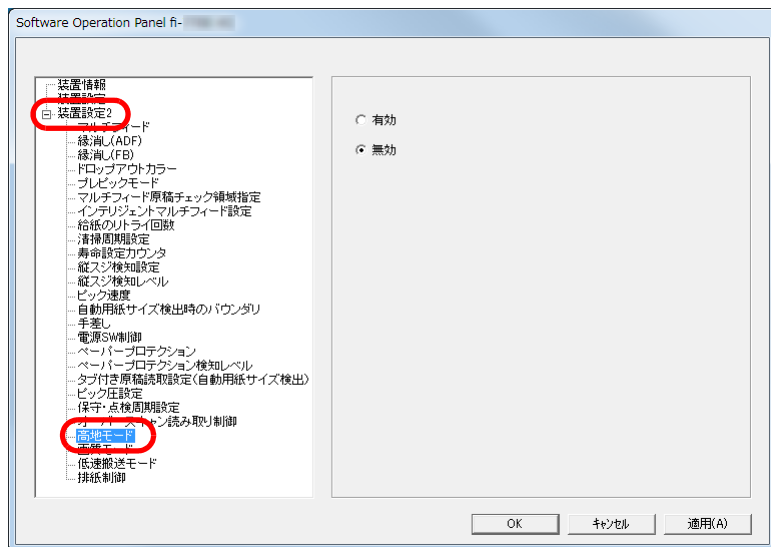 Software Operation Panel fi-
装置情報
装置設定
装置設定2
マルチフィード
縁消し(ADF)
縁消し(FB)
ドロップアウトカラー
プレピックモード
マルチフィード原稿チェック領域指定
インテリジェントマルチフィード設定
給紙のリトライ回数
清掃周期設定
寿命設定カウンタ
縦スジ検知設定
縦スジ検知レベル
ピック速度
自動用紙サイズ検出時のバウンダリ
手差し
電源SW制御
ペーパープロテクション
ペーパープロテクション検知レベル
タブ付き原稿読取設定(自動用紙サイズ検出)
ピック圧設定
保守・点検周期設定
オーバースキャン読み取り制御
高地モード
画質モード
低速搬送モード
排紙制御
有効
無効
OK
キャンセル
適用(A)